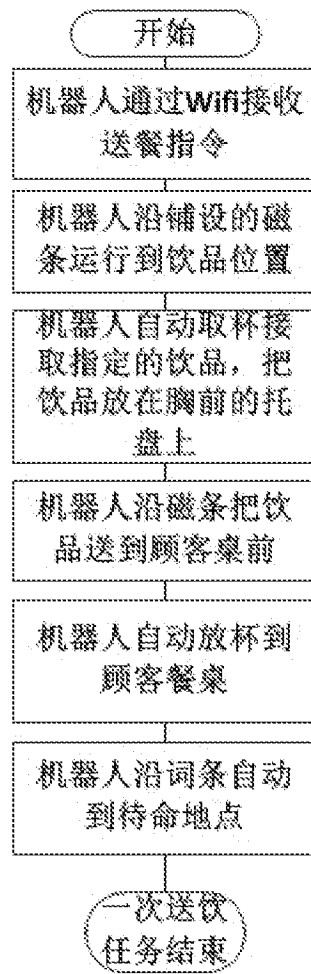 开始
机器人通过Wifi接收
送餐指令
机器人沿铺设的磁
条运行到饮品位置
机器人自动取杯接
取指定的饮品，把
饮品放在胸前的托
盘上
机器人沿磁条把饮
品送到顾客桌前
机器人自动放杯到
顾客餐桌
机器人沿词条自动
到待命地点
一次送饮
任务结束